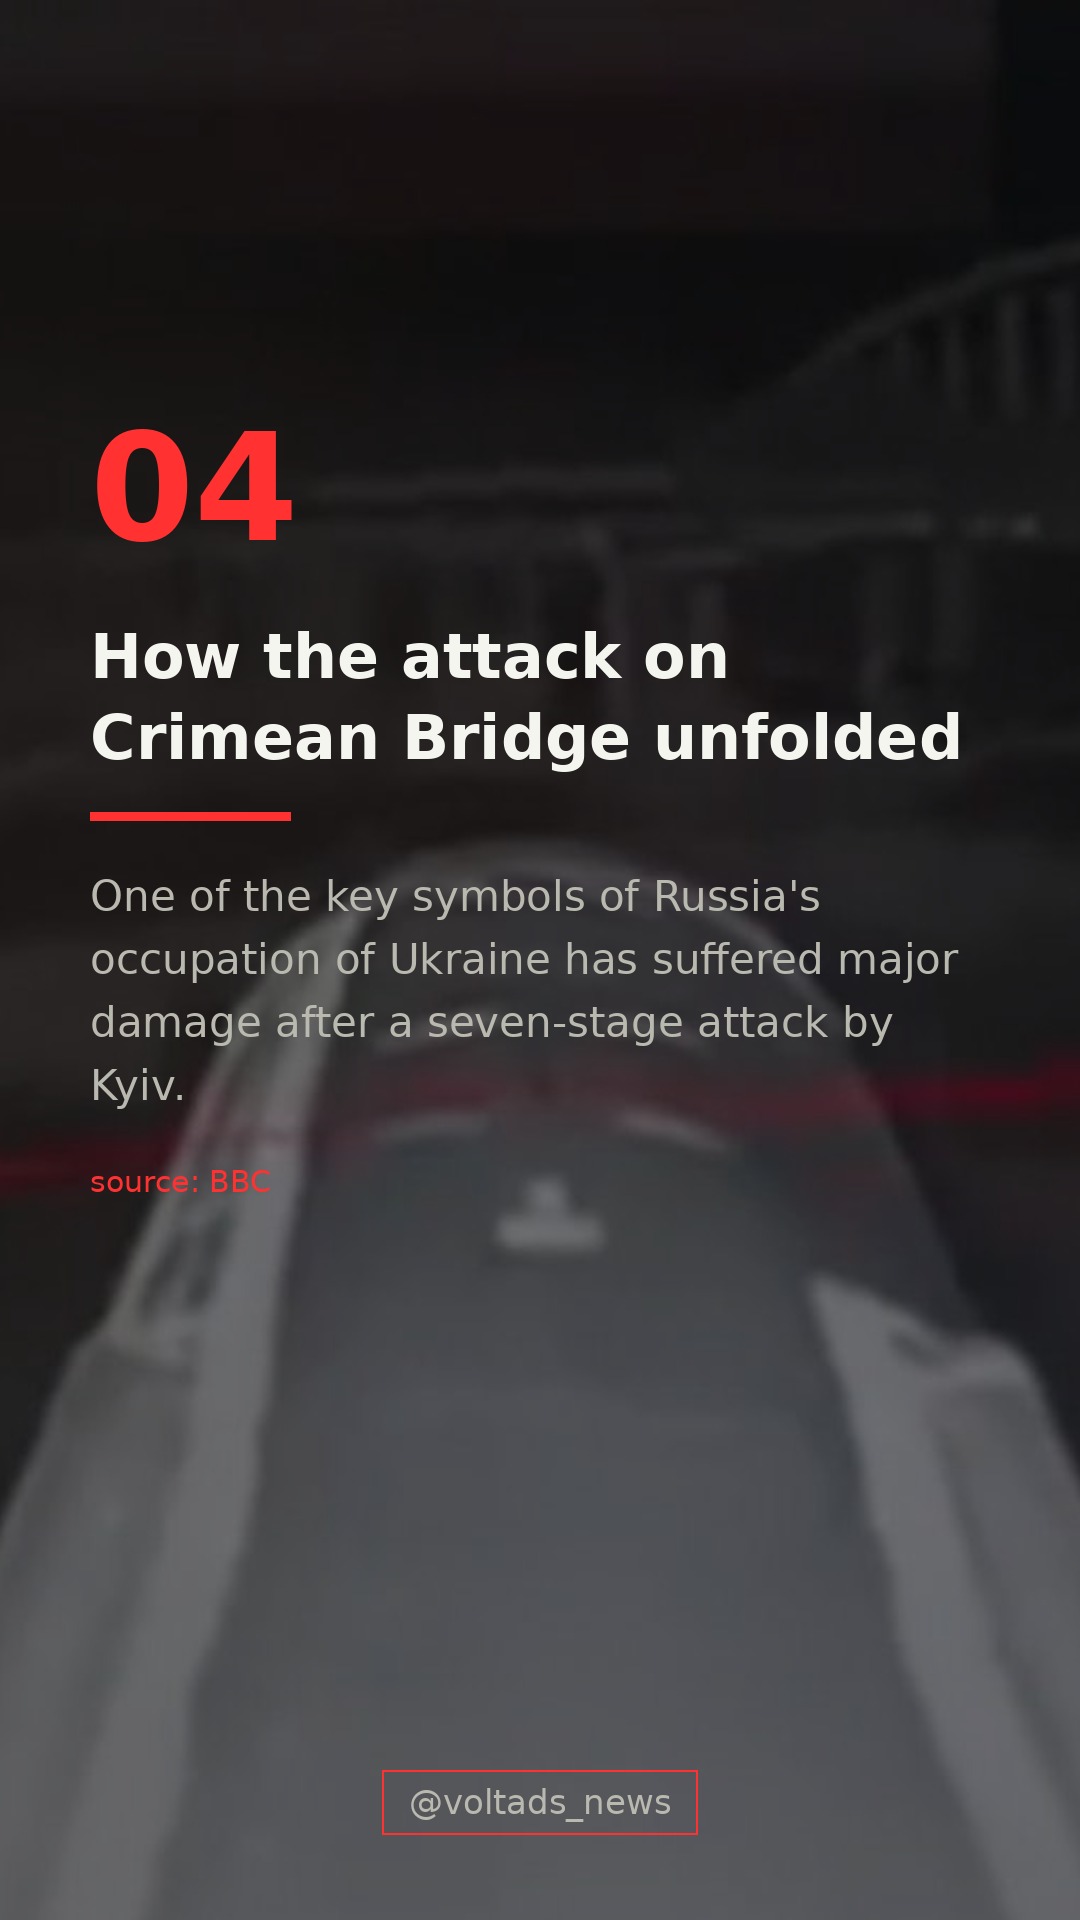 04
How the attack on
Crimean Bridge unfolded
One of the key symbols of Russia's
occupation of Ukraine has suffered major
damage after a seven-stage attack by
Kyiv.
source: BBC
@voltads_news